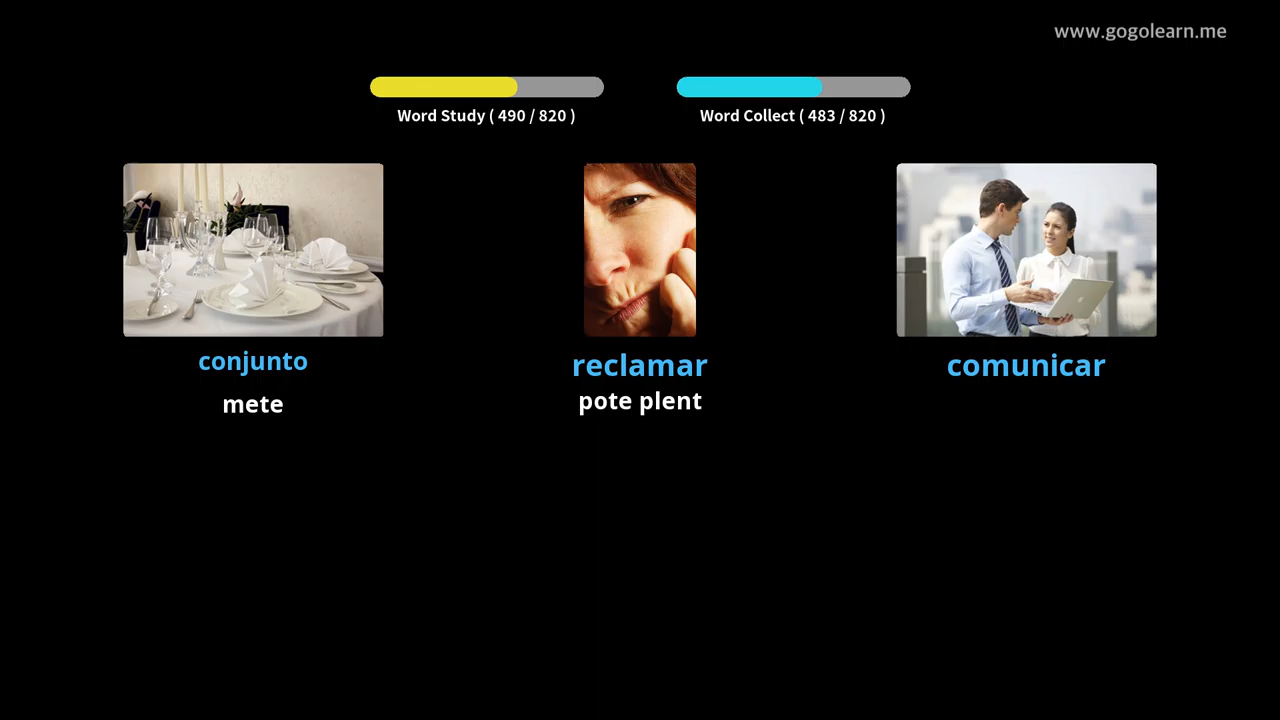 www.gogolearn.me
Word Study ( 490 / 820 )
Word Collect ( 483 / 820 )
conjunto
mete
reclamar
pote plent
comunicar